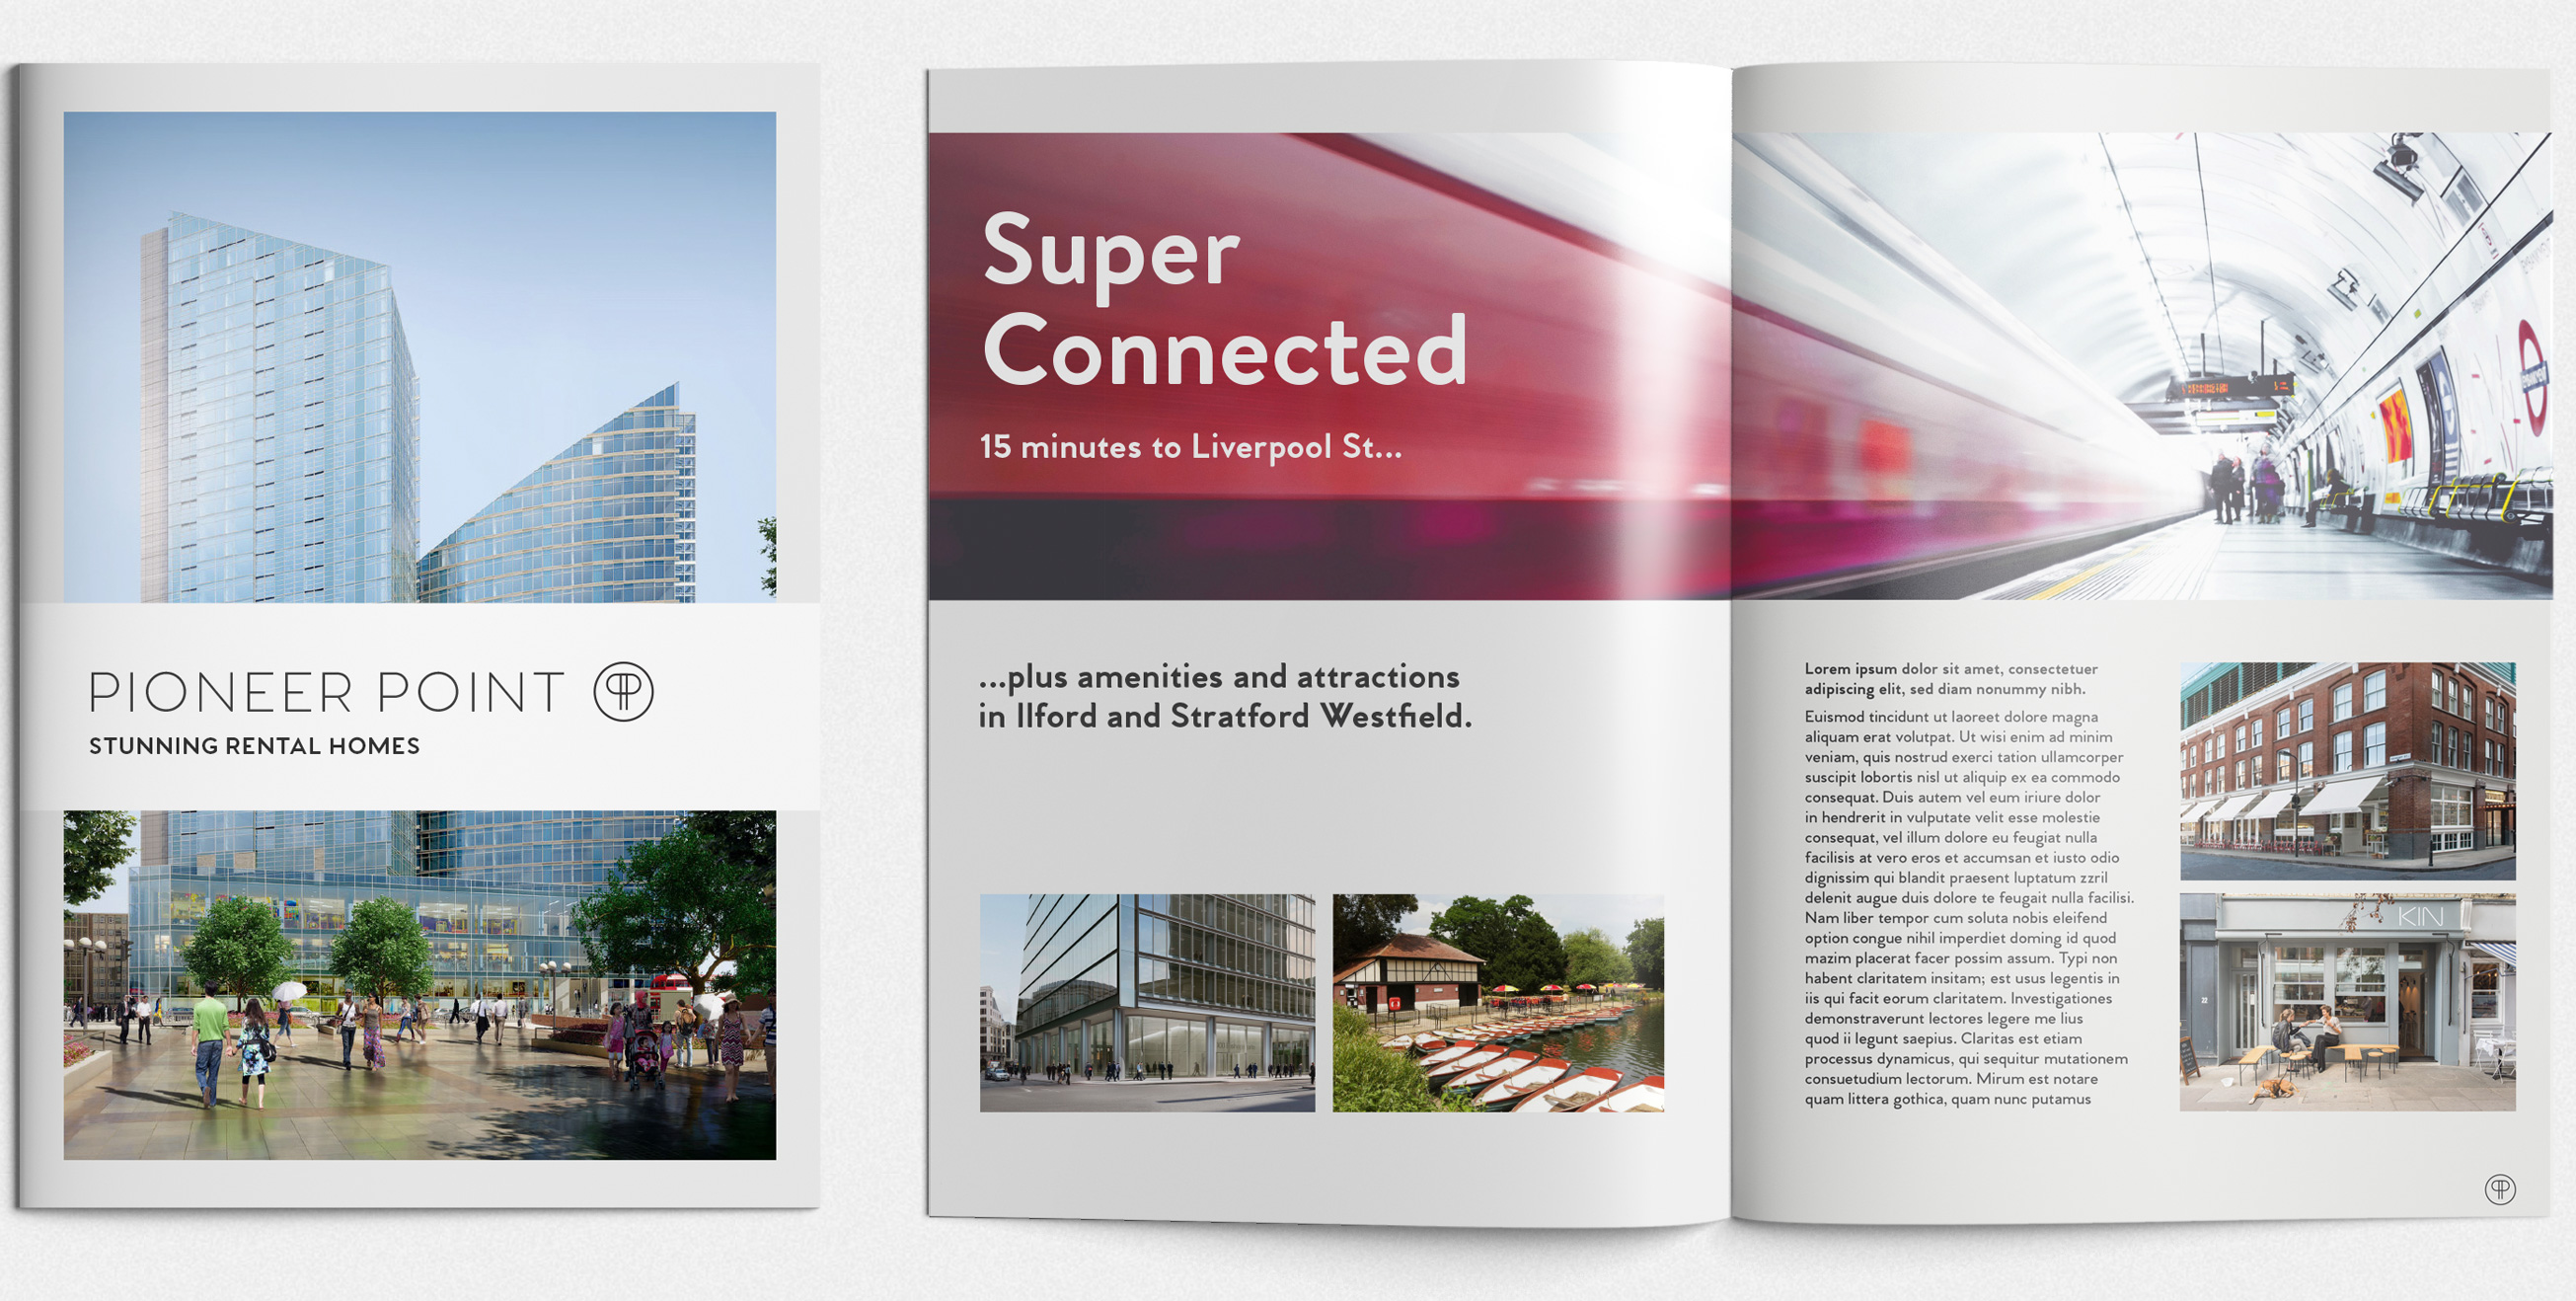 PIONEER POINT
STUNNING RENTAL HOMES
Super
Connected
15 minutes to Liverpool St...
...plus amenities and attractions
in Ilford and Stratford Westfield.
Lorem ipsum dolor sit amet, consectetuer
adipiscing elit, sed diam nonummy nibh.
Euismod tincidunt ut laoreet dolore magna
aliquam erat volutpat. Ut wisi enim ad minim
veniam, quis nostrud exerci tation ullamcorper
suscipit lobortis nisl ut aliquip ex ea commodo
consequat. Duis autem vel eum iriure dolor
in hendrerit in vulputate velit esse molestie
consequat, vel illum dolore eu feugiat nulla
facilisis at vero eros et accumsan et iusto odio
dignissim qui blandit praesent luptatum zzril
delenit augue duis dolore te feugait nulla facilisi.
Nam liber tempor cum soluta nobis eleifend
option congue nihil imperdiet doming id quod
mazim placerat facer possim assum. Typi non
habent claritatem insitam; est usus legentis in
iis qui facit eorum claritatem. Investigationes
demonstraverunt lectores legere me lius
quod ii legunt saepius. Claritas est etiam
processus dynamicus, qui sequitur mutationem
consuetudium lectorum. Mirum est notare
quam littera gothica, quam nunc putamus
KIN
32